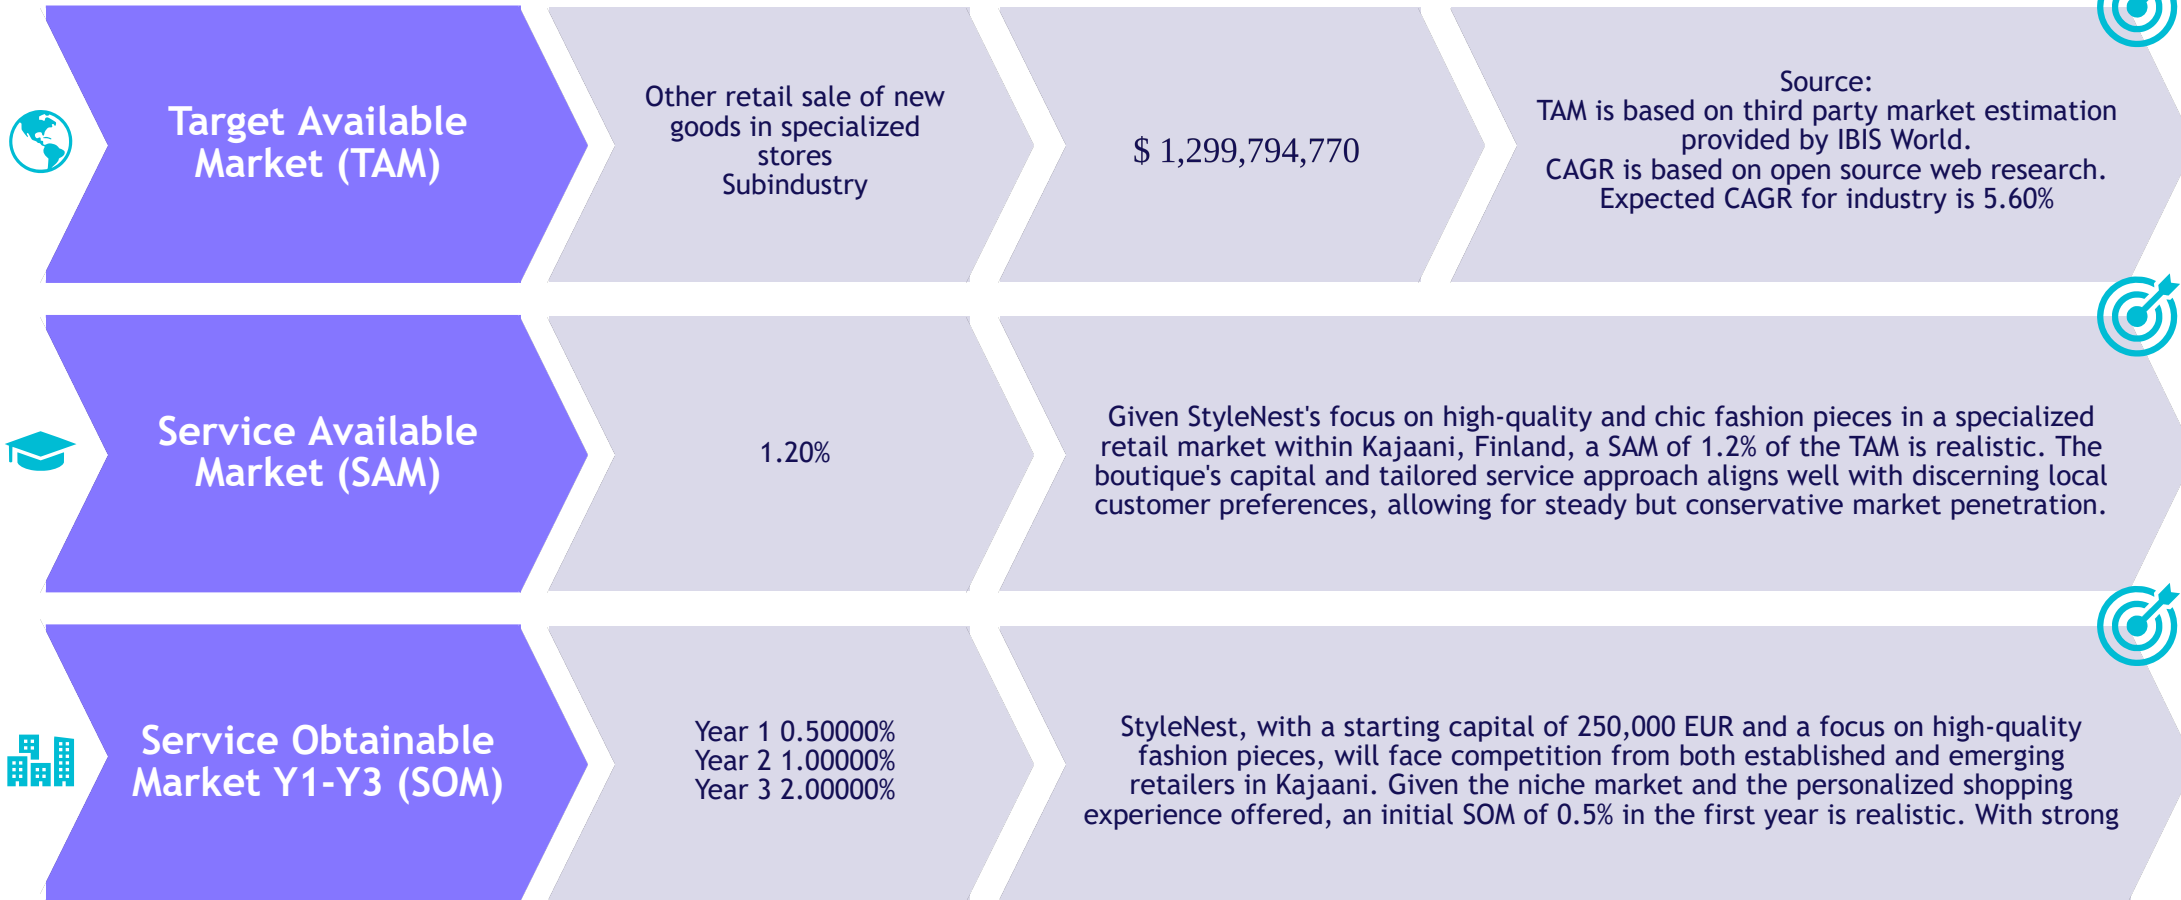 Target Available
Market (TAM)
Other retail sale of new
goods in specialized
stores
Subindustry
$ 1,299,794,770
Source:
TAM is based on third party market estimation
provided by IBIS World.
CAGR is based on open source web research.
Expected CAGR for industry is 5.60%
Service Available
Market (SAM)
1.20%
Given StyleNest's focus on high-quality and chic fashion pieces in a specialized
retail market within Kajaani, Finland, a SAM of 1.2% of the TAM is realistic. The
boutique's capital and tailored service approach aligns well with discerning local
customer preferences, allowing for steady but conservative market penetration.
Service Obtainable
Market Y1-Y3 (SOM)
Year 1 0.50000%
Year 2 1.00000%
Year 3 2.00000%
StyleNest, with a starting capital of 250,000 EUR and a focus on high-quality
fashion pieces, will face competition from both established and emerging
retailers in Kajaani. Given the niche market and the personalized shopping
experience offered, an initial SOM of 0.5% in the first year is realistic. With strong